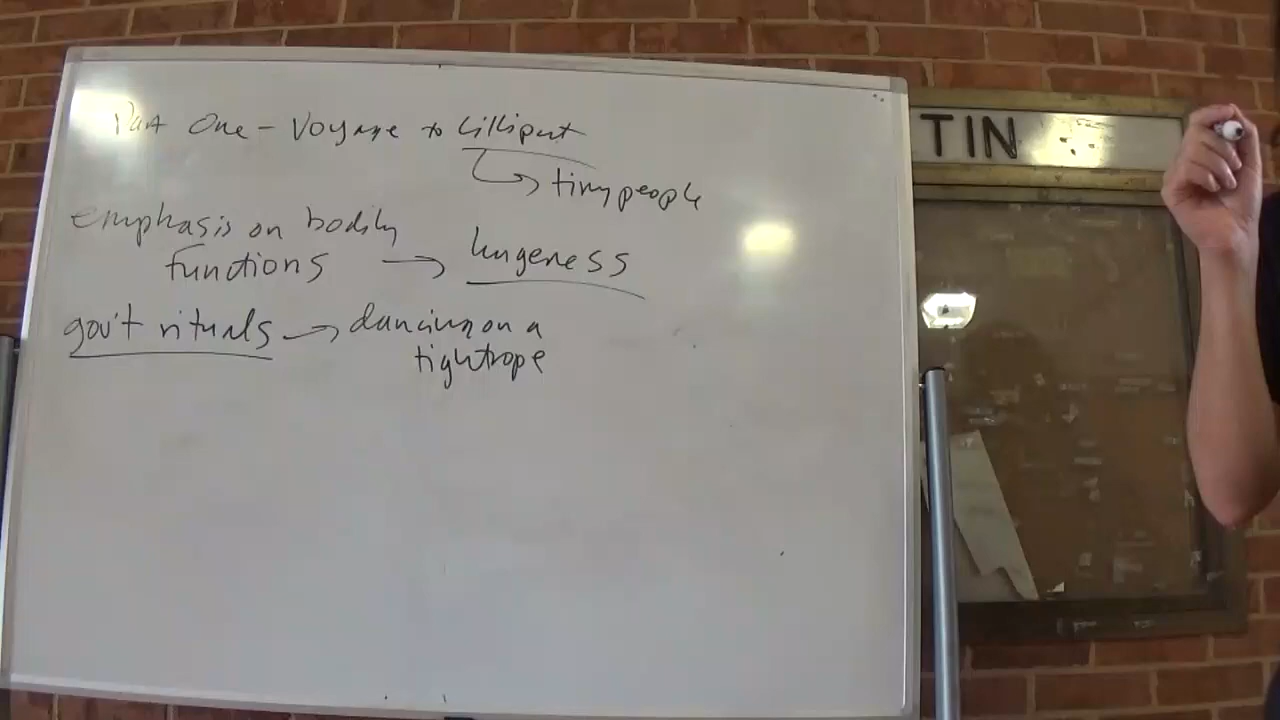 Part One - Voyage to Lilliput
tiny people
emphasis on bodily
functions → hugeness
gov't rituals → dancing on a
tightrope
TIN